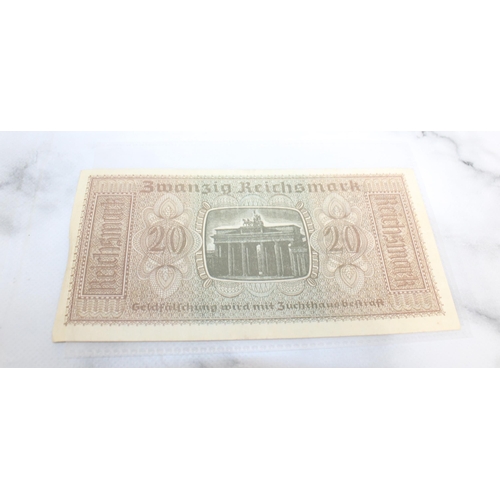 Zwanzig Reichsmark
Reichsmark
20
20
Reichsmark
Geldfälschung wird mit Zuchthaus bestraft